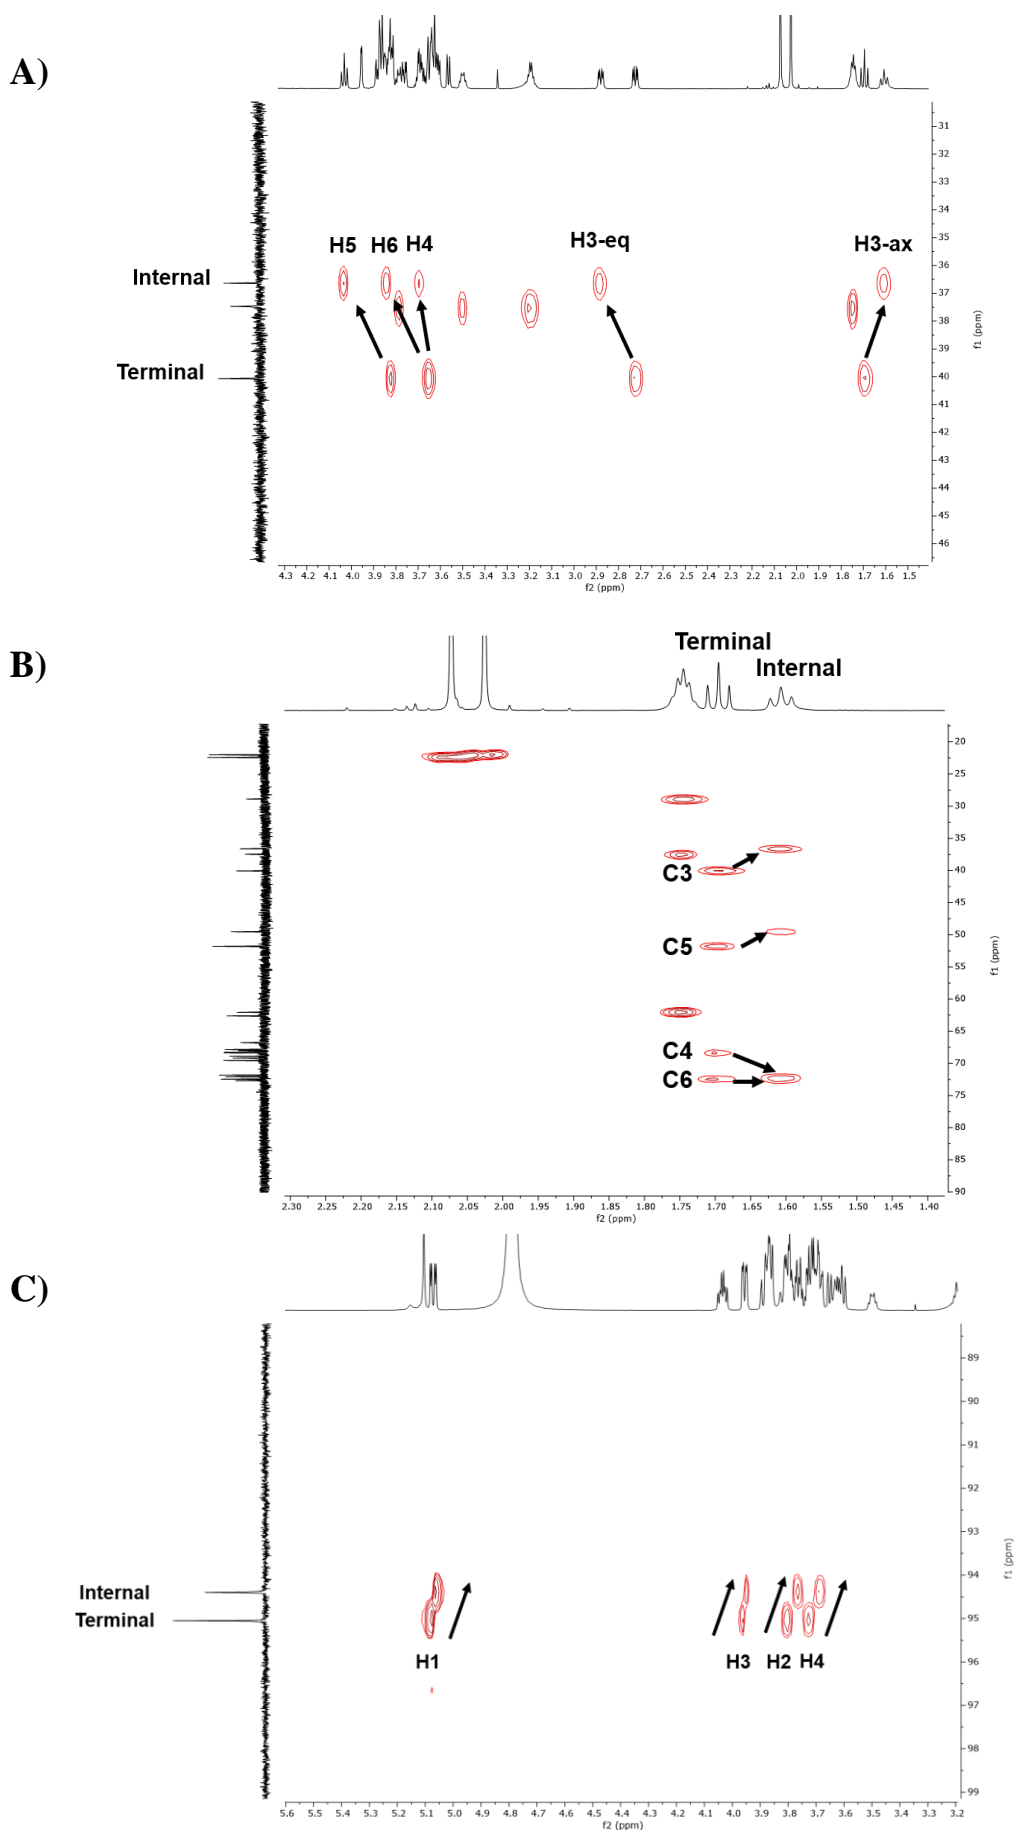 A)
31
32
33
34
35
36
37
38
39
40
41
42
43
44
45
46
f1 (ppm)
H5 H6 H4 H3-eq H3-ax
Internal
Terminal
4.3 4.2 4.1 4.0 3.9 3.8 3.7 3.6 3.5 3.4 3.3 3.2 3.1 3.0 2.9 2.8 2.7 2.6 2.5 2.4 2.3 2.2 2.1 2.0 1.9 1.8 1.7 1.6 1.5
f2 (ppm)
B)
Terminal
Internal
20
25
30
35
40
45
50
55
60
65
70
75
80
85
90
f1 (ppm)
C3
C5
C4
C6
2.30 2.25 2.20 2.15 2.10 2.05 2.00 1.95 1.90 1.85 1.80 1.75 1.70 1.65 1.60 1.55 1.50 1.45 1.40
f2 (ppm)
C)
89
90
91
92
93
94
95
96
97
98
99
f1 (ppm)
Internal
Terminal
H1 H3 H2 H4
5.6 5.5 5.4 5.3 5.2 5.1 5.0 4.9 4.8 4.7 4.6 4.5 4.4 4.3 4.2 4.1 4.0 3.9 3.8 3.7 3.6 3.5 3.4 3.3 3.2
f2 (ppm)